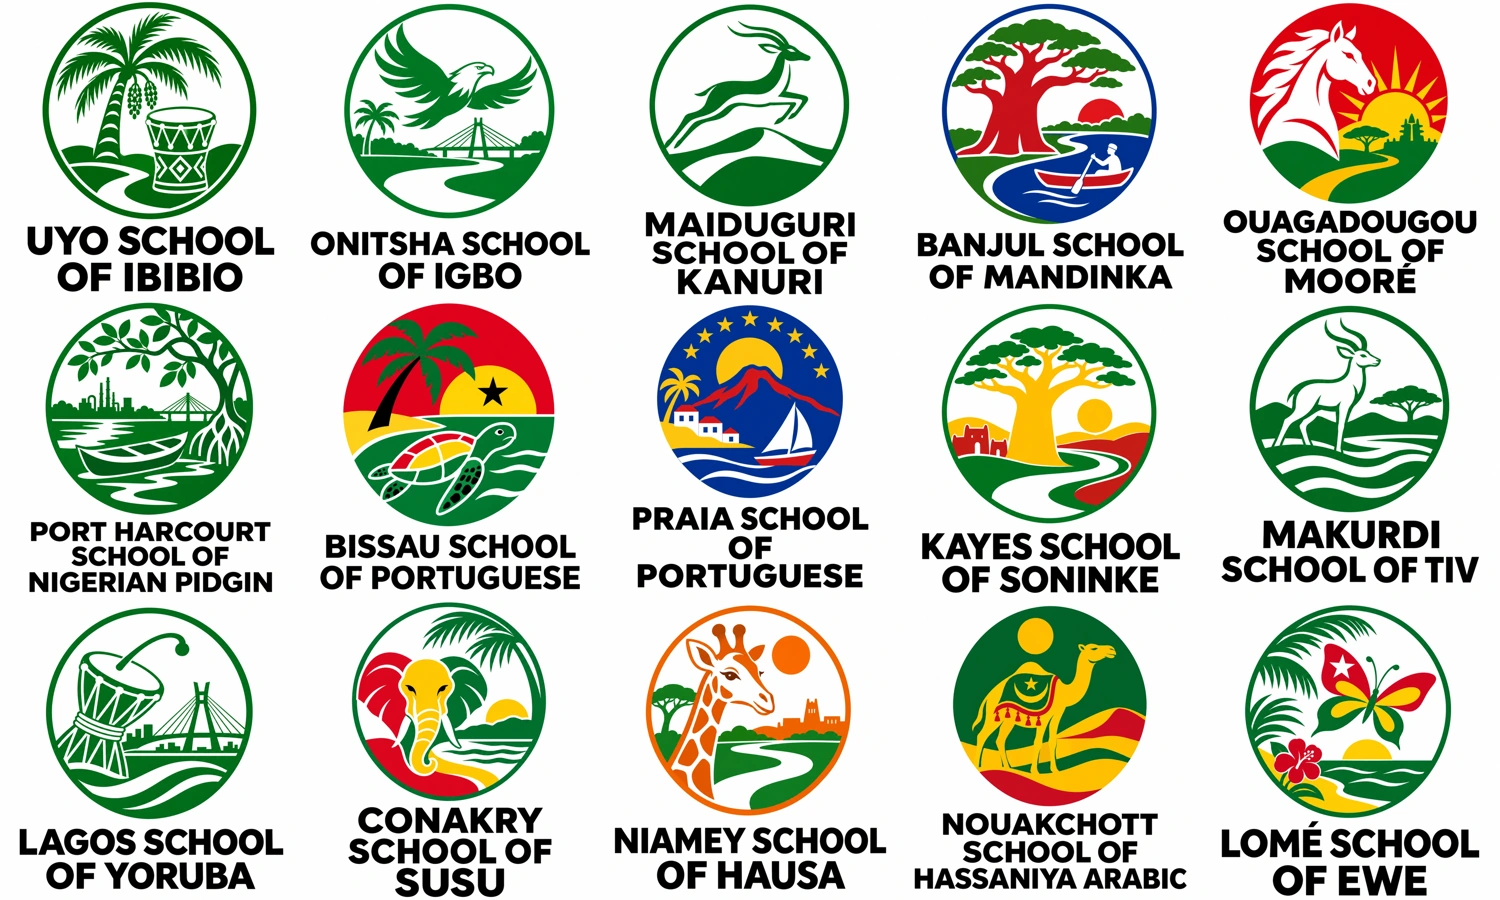 UYO SCHOOL
OF IBIBIO
ONITSHA SCHOOL
OF IGBO
MAIDUGURI
SCHOOL OF
KANURI
BANJUL SCHOOL
OF MANDINKA
OUAGADOUGOU
SCHOOL OF
MOORÉ
PORT HARCOURT
SCHOOL OF
NIGERIAN PIDGIN
BISSAU SCHOOL
OF PORTUGUESE
PRAIA SCHOOL
OF
PORTUGUESE
KAYES SCHOOL
OF SONINKE
MAKURDI
SCHOOL OF TIV
LAGOS SCHOOL
OF YORUBA
CONAKRY
SCHOOL OF
SUSU
NIAMEY SCHOOL
OF HAUSA
NOUAKCHOTT
SCHOOL OF
HASSANIYA ARABIC
LOMÉ SCHOOL
OF EWE